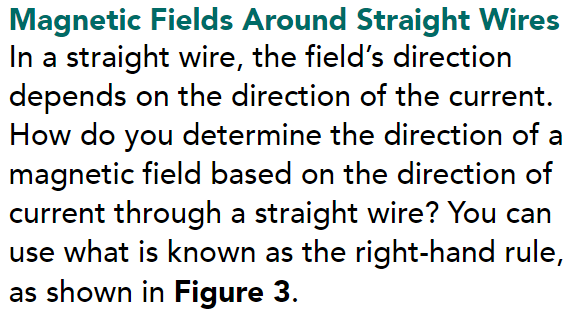 Magnetic Fields Around Straight Wires
In a straight wire, the field’s direction
depends on the direction of the current.
How do you determine the direction of a
magnetic field based on the direction of
current through a straight wire? You can
use what is known as the right-hand rule,
as shown in Figure 3.